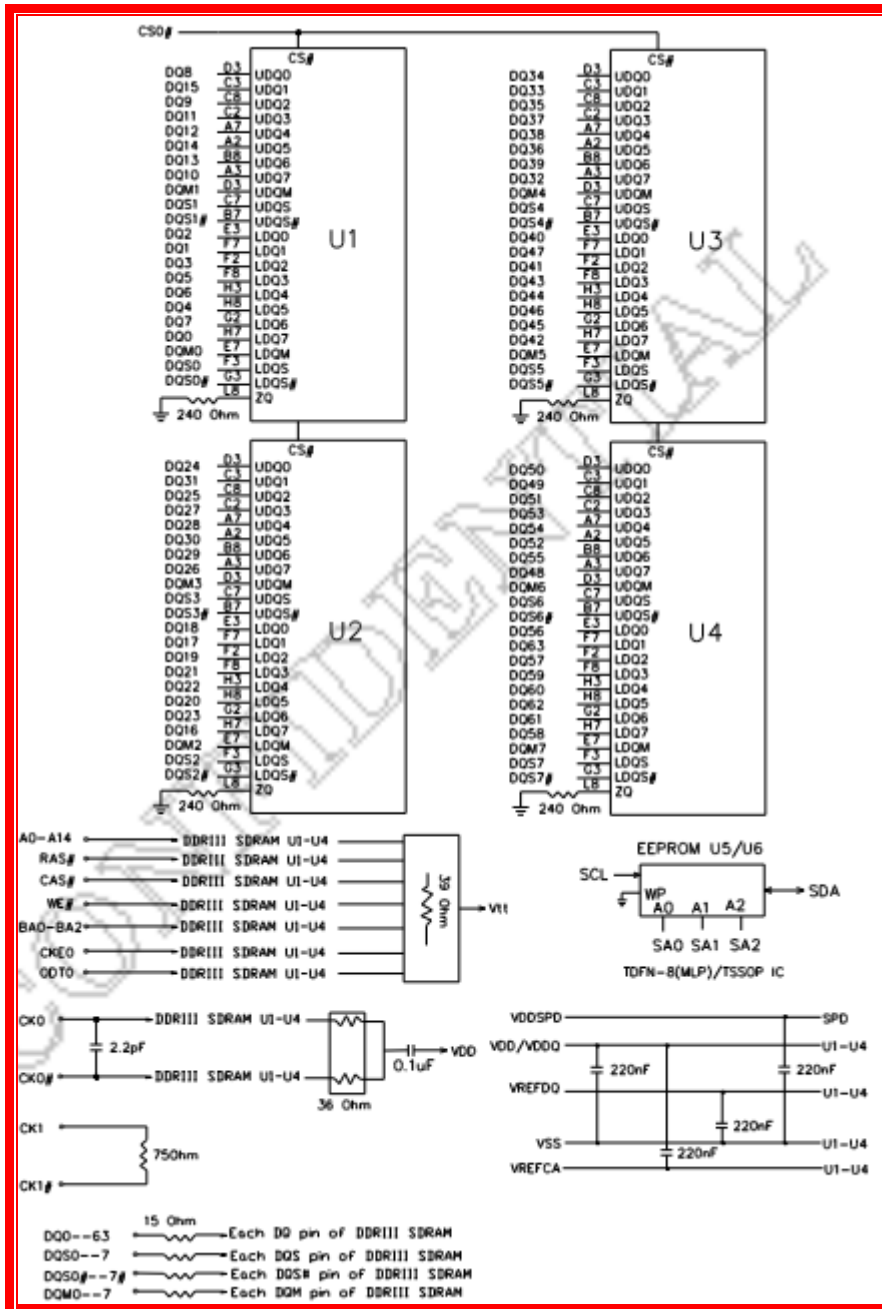 CS0#
CS#
DQ8 D3 UDQ0
DQ15 C3 UDQ1
DQ9 C8 UDQ2
DQ11 C2 UDQ3
DQ12 A7 UDQ4
DQ14 A2 UDQ5
DQ13 B8 UDQ6
DQ10 A3 UDQ7
DQM1 D3 UDQM
DQS1 C7 UDQS
DQS1# B7 UDQS#
DQ2 E3 LDQ0
DQ1 F7 LDQ1
DQ3 F2 LDQ2
DQ5 F8 LDQ3
DQ6 H3 LDQ4
DQ4 H8 LDQ5
DQ7 G2 LDQ6
DQ0 H7 LDQ7
DQM0 E7 LDQM
DQS0 F3 LDQS
DQS0# G3 LDQS#
L8 ZQ
240 Ohm
U1
CS#
DQ34 D3 UDQ0
DQ33 C3 UDQ1
DQ35 C8 UDQ2
DQ37 C2 UDQ3
DQ38 A7 UDQ4
DQ36 A2 UDQ5
DQ39 B8 UDQ6
DQ32 A3 UDQ7
DQM4 D3 UDQM
DQS4 C7 UDQS
DQS4# B7 UDQS#
DQ40 E3 LDQ0
DQ47 F7 LDQ1
DQ41 F2 LDQ2
DQ43 F8 LDQ3
DQ44 H3 LDQ4
DQ46 H8 LDQ5
DQ45 G2 LDQ6
DQ42 H7 LDQ7
DQM5 E7 LDQM
DQS5 F3 LDQS
DQS5# G3 LDQS#
L8 ZQ
240 Ohm
U3
CS#
DQ24 D3 UDQ0
DQ31 C3 UDQ1
DQ25 C8 UDQ2
DQ27 C2 UDQ3
DQ28 A7 UDQ4
DQ30 A2 UDQ5
DQ29 B8 UDQ6
DQ26 A3 UDQ7
DQM3 D3 UDQM
DQS3 C7 UDQS
DQS3# B7 UDQS#
DQ18 E3 LDQ0
DQ17 F7 LDQ1
DQ19 F2 LDQ2
DQ21 F8 LDQ3
DQ22 H3 LDQ4
DQ20 H8 LDQ5
DQ23 G2 LDQ6
DQ16 H7 LDQ7
DQM2 E7 LDQM
DQS2 F3 LDQS
DQS2# G3 LDQS#
L8 ZQ
240 Ohm
U2
CS#
DQ50 D3 UDQ0
DQ49 C3 UDQ1
DQ51 C8 UDQ2
DQ53 C2 UDQ3
DQ54 A7 UDQ4
DQ52 A2 UDQ5
DQ55 B8 UDQ6
DQ48 A3 UDQ7
DQM6 D3 UDQM
DQS6 C7 UDQS
DQS6# B7 UDQS#
DQ56 E3 LDQ0
DQ63 F7 LDQ1
DQ57 F2 LDQ2
DQ59 F8 LDQ3
DQ60 H3 LDQ4
DQ62 H8 LDQ5
DQ61 G2 LDQ6
DQ58 H7 LDQ7
DQM7 E7 LDQM
DQS7 F3 LDQS
DQS7# G3 LDQS#
L8 ZQ
240 Ohm
U4
CONFIDENTIAL
A0-A14 DDRIII SDRAM U1-U4
RAS# DDRIII SDRAM U1-U4
CAS# DDRIII SDRAM U1-U4
WE# DDRIII SDRAM U1-U4
BA0-BA2 DDRIII SDRAM U1-U4
CKE0 DDRIII SDRAM U1-U4
ODT0 DDRIII SDRAM U1-U4
39 Ohm
Vtt
EEPROM U5/U6
SCL
WP
A0 A1 A2
SDA
SA0 SA1 SA2
TDFN-8(MLP)/TSSOP IC
CK0 DDRIII SDRAM U1-U4
2.2pF
CK0# DDRIII SDRAM U1-U4
36 Ohm
0.1uF
VDD
CK1
75Ohm
CK1#
VDDSPD SPD
VDD/VDDQ U1-U4
220nF 220nF
VREFDQ U1-U4
220nF
VSS U1-U4
220nF
VREFCA U1-U4
15 Ohm
DQ0--63 Each DQ pin of DDRIII SDRAM
DQS0--7 Each DQS pin of DDRIII SDRAM
DQS0#--7# Each DQS# pin of DDRIII SDRAM
DQM0--7 Each DQM pin of DDRIII SDRAM